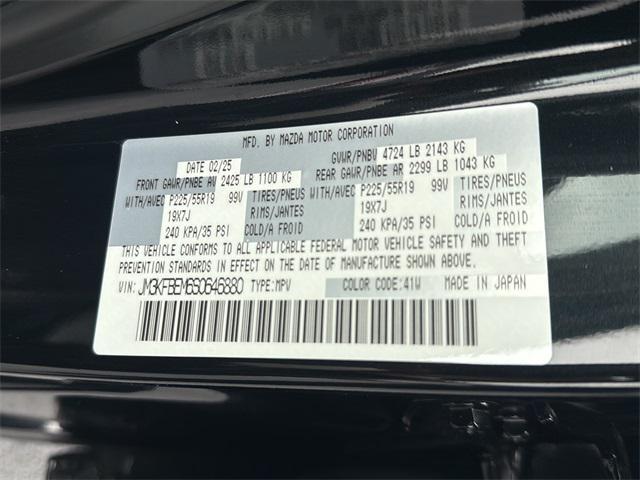 MFD. BY MAZDA MOTOR CORPORATION
DATE 02/25 GVWR/PNBV 4724 LB 2143 KG
FRONT GAWR/PNBE AV 2425 LB 1100 KG REAR GAWR/PNBE AR 2299 LB 1043 KG
WITH/AVEC P225/55R19 99V TIRES/PNEUS WITH/AVEC P225/55R19 99V TIRES/PNEUS
19X7J RIMS/JANTES 19X7J RIMS/JANTES
240 KPA/35 PSI COLD/A FROID 240 KPA/35 PSI COLD/A FROID
THIS VEHICLE CONFORMS TO ALL APPLICABLE FEDERAL MOTOR VEHICLE SAFETY AND THEFT
PREVENTION STANDARDS IN EFFECT ON THE DATE OF MANUFACTURE SHOWN ABOVE.
VIN: JM3KFBEM6S0646880 TYPE:MPV COLOR CODE:41W MADE IN JAPAN